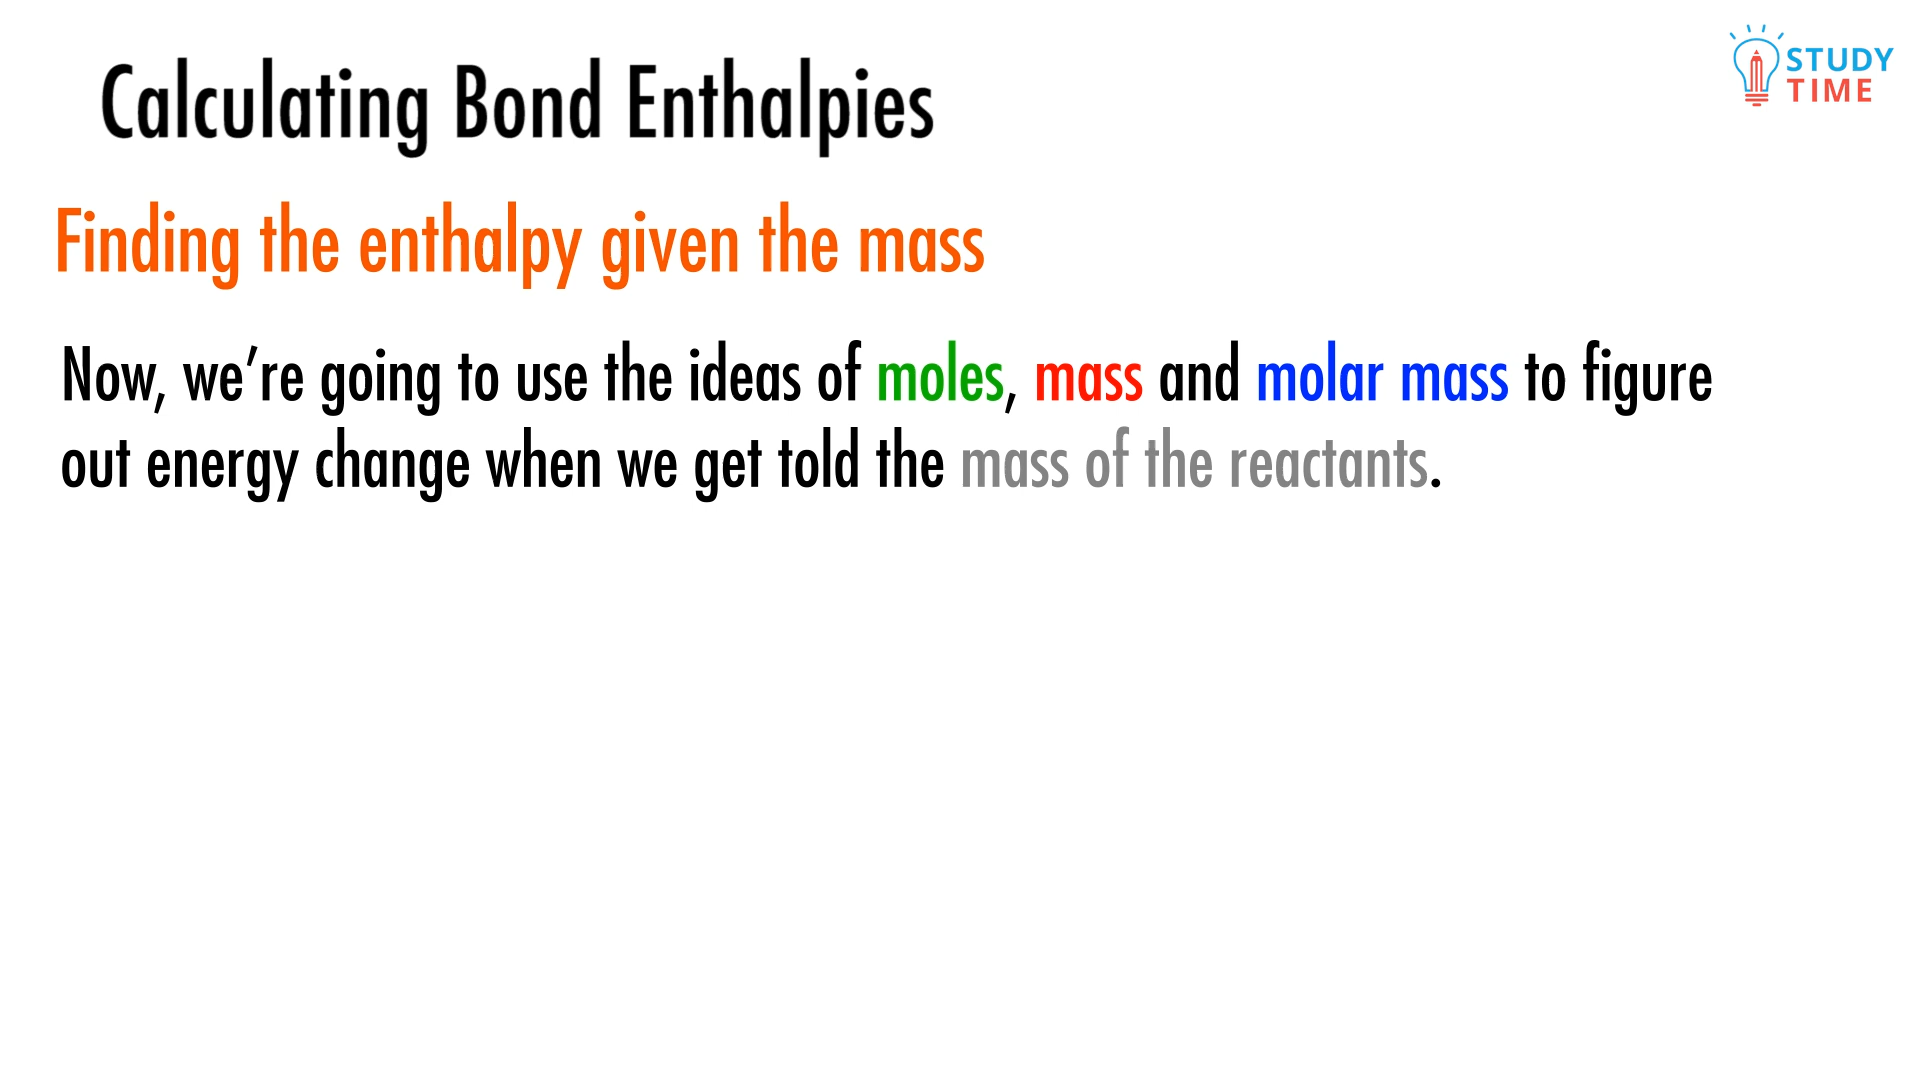 STUDY
TIME
Calculating Bond Enthalpies
Finding the enthalpy given the mass
Now, we’re going to use the ideas of moles, mass and molar mass to figure
out energy change when we get told the mass of the reactants.